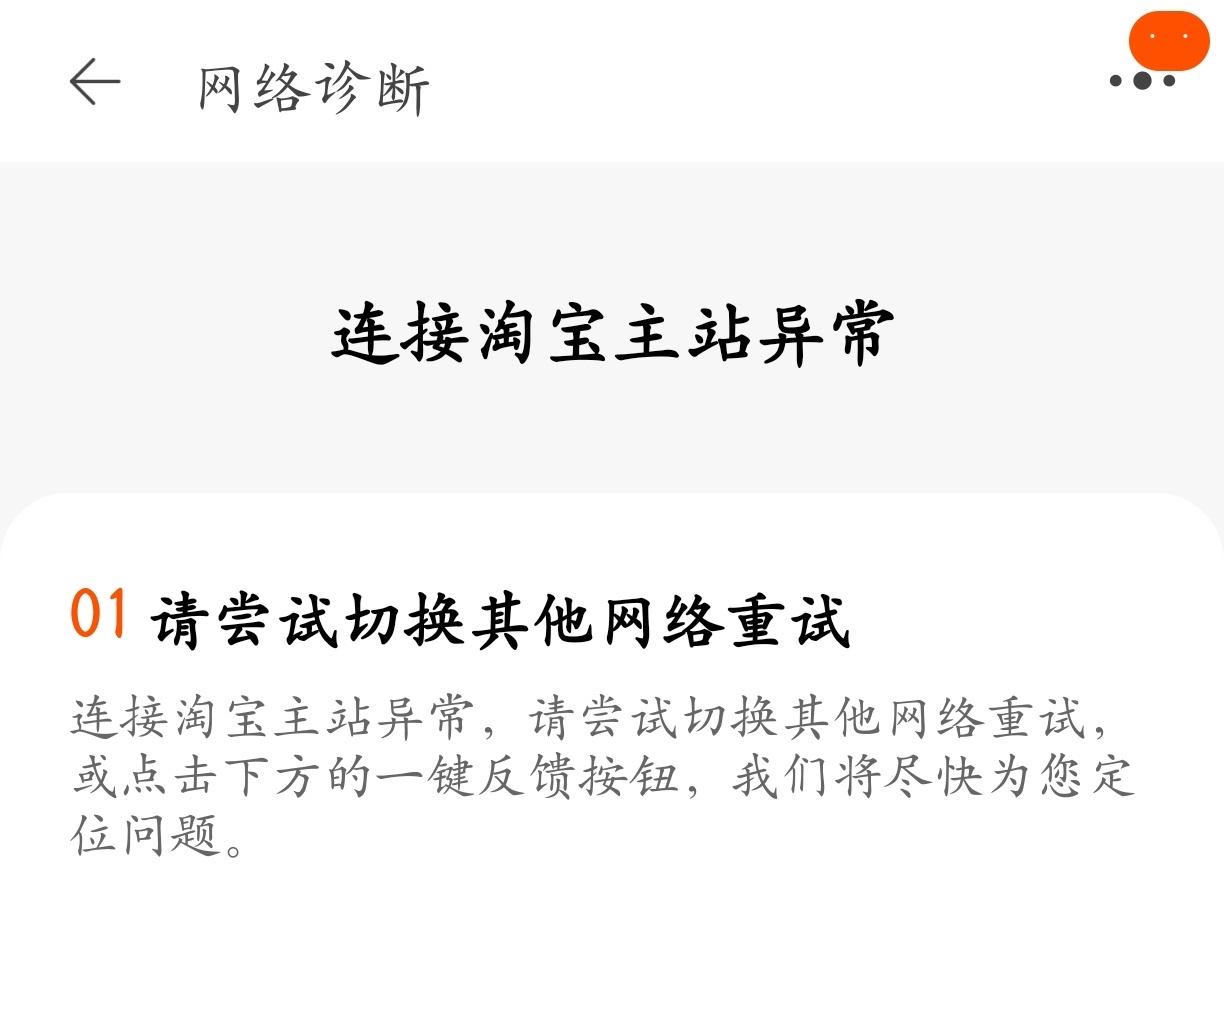 网络诊断
连接淘宝主站异常
01 请尝试切换其他网络重试
连接淘宝主站异常，请尝试切换其他网络重试，
或点击下方的一键反馈按钮，我们将尽快为您定
位问题。